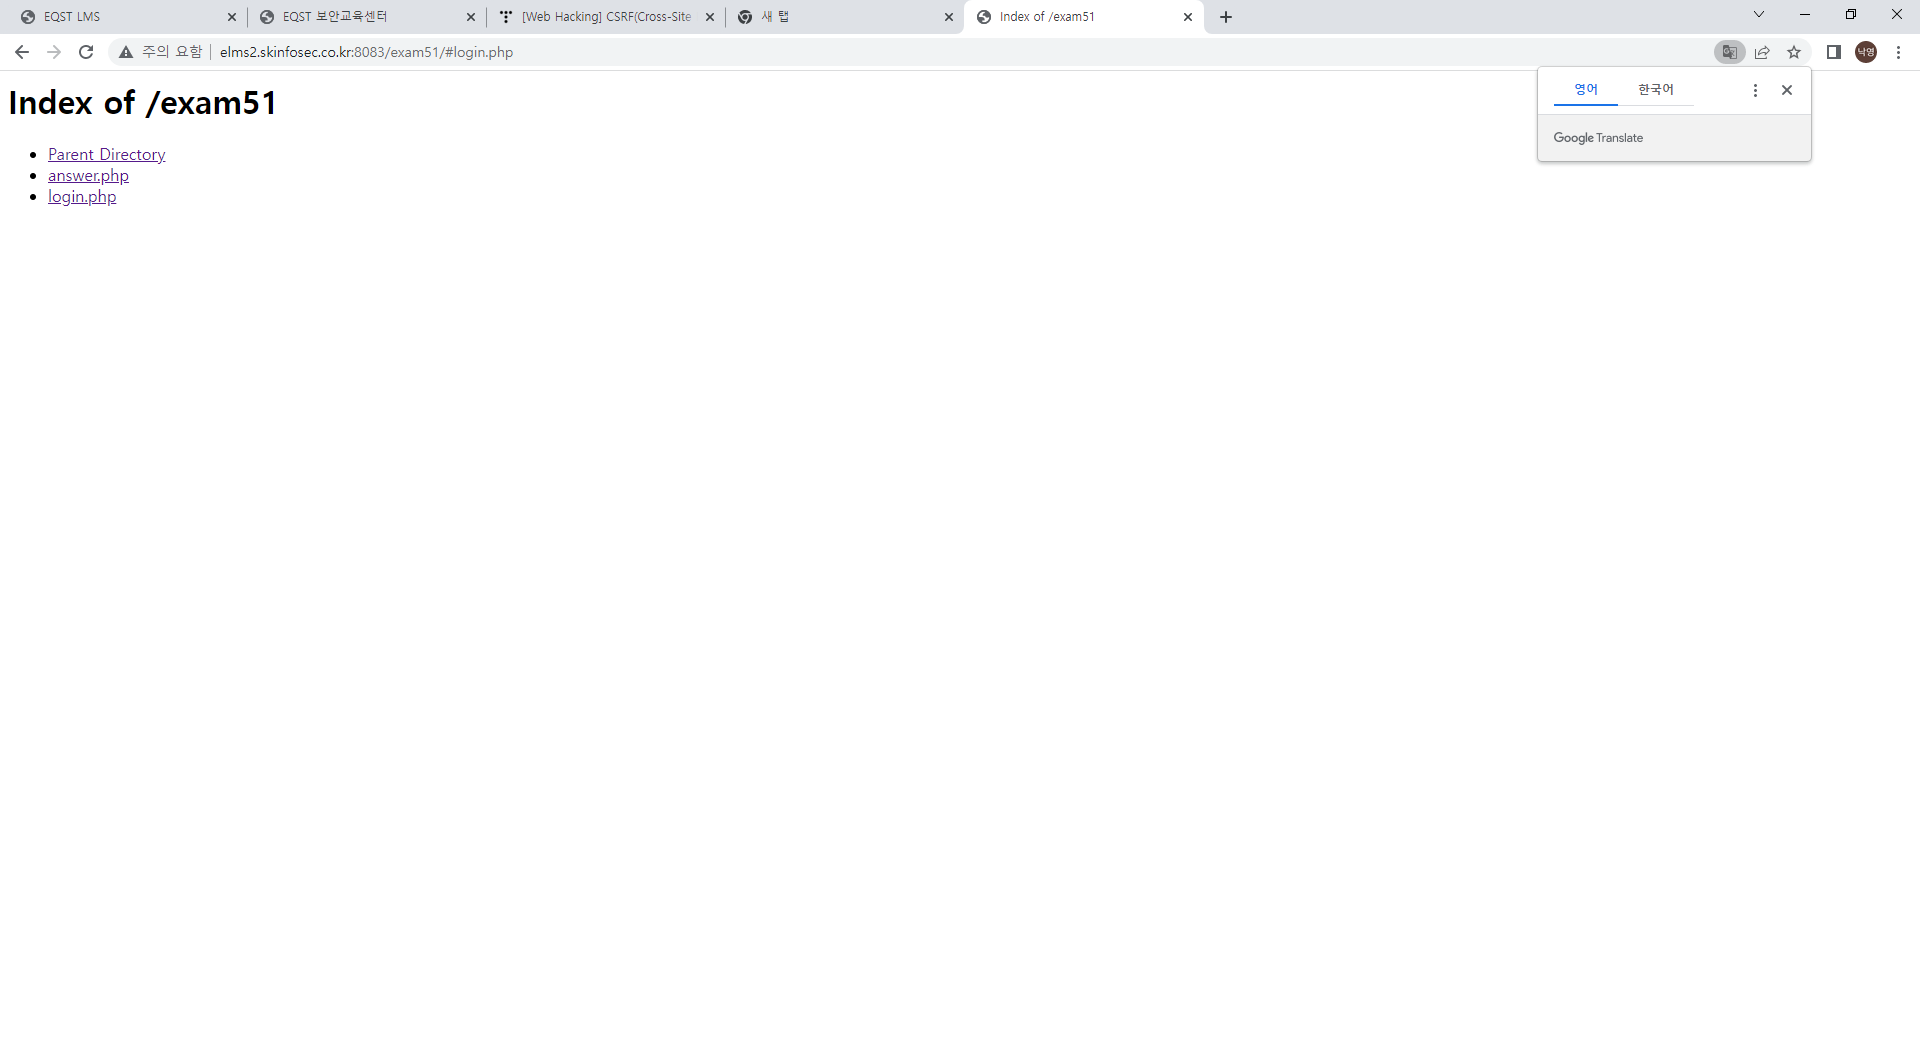 EQST LMS
EQST 보안교육센터
[Web Hacking] CSRF(Cross-Site
새 탭
Index of /exam51
주의 요함
elms2.skinfosec.co.kr:8083/exam51/#login.php
낙영
영어
한국어
Google Translate
Index of /exam51
Parent Directory
answer.php
login.php